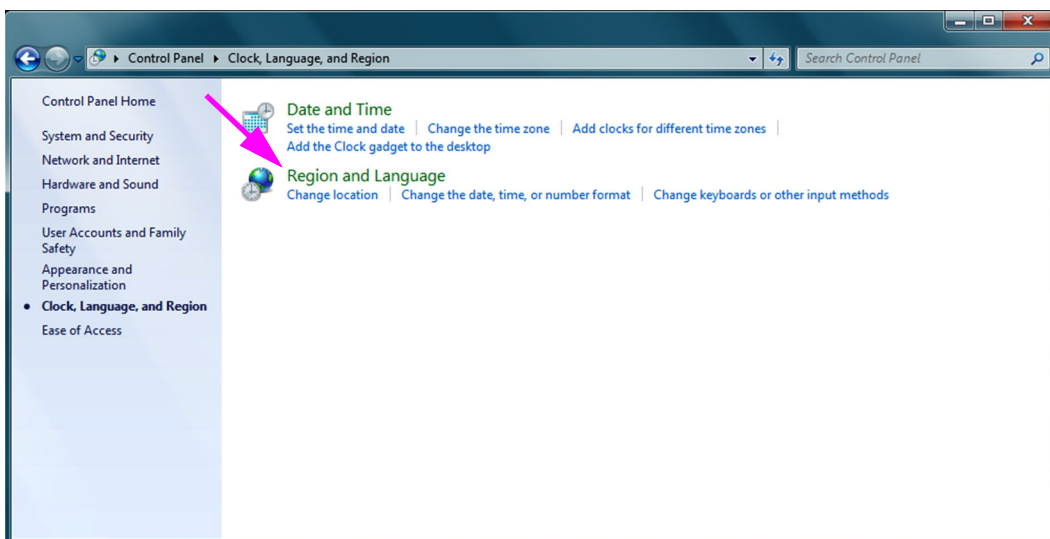 Control Panel Clock, Language, and Region
Search Control Panel
Control Panel Home
System and Security
Network and Internet
Hardware and Sound
Programs
User Accounts and Family
Safety
Appearance and
Personalization
Clock, Language, and Region
Ease of Access
Date and Time
Set the time and date Change the time zone Add clocks for different time zones
Add the Clock gadget to the desktop
Region and Language
Change location Change the date, time, or number format Change keyboards or other input methods